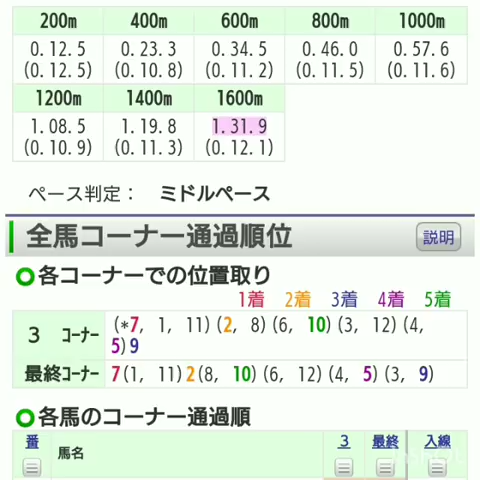 200m 400m 600m 800m 1000m
0.12.5 0.23.3 0.34.5 0.46.0 0.57.6
(0.12.5) (0.10.8) (0.11.2) (0.11.5) (0.11.6)
1200m 1400m 1600m
1.08.5 1.19.8 1.31.9
(0.10.9) (0.11.3) (0.12.1)
ペース判定： ミドルペース
全馬コーナー通過順位 説明
各コーナーでの位置取り
1着 2着 3着 4着 5着
3 コーナー (*7, 1, 11)(2, 8)(6, 10)(3, 12)(4,
5)9
最終コーナー 7(1, 11)2(8, 10)(6, 12)(4, 5)(3, 9)
各馬のコーナー通過順
番 馬名 3 最終 入線